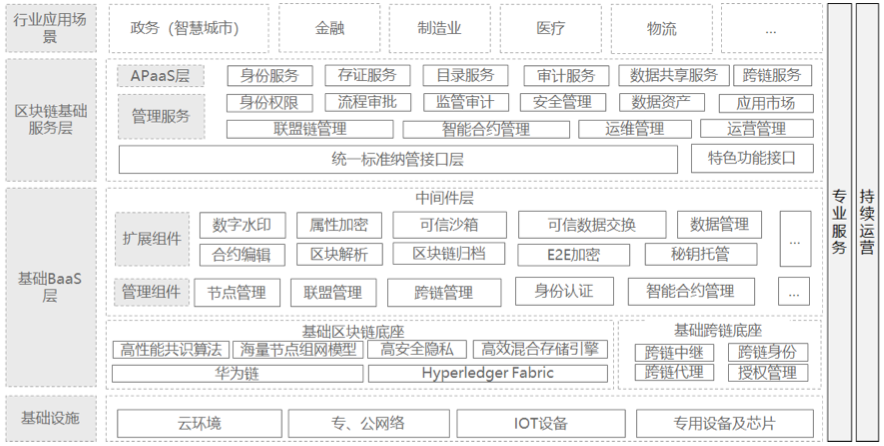 行业应用场
景
政务（智慧城市）
金融
制造业
医疗
物流
...
区块链基础
服务层
APaaS层
身份服务
存证服务
目录服务
审计服务
数据共享服务
跨链服务
管理服务
身份权限
流程审批
监管审计
安全管理
数据资产
应用市场
联盟链管理
智能合约管理
运维管理
运营管理
统一标准纳管接口层
特色功能接口
基础BaaS
层
中间件层
扩展组件
数字水印
属性加密
可信沙箱
可信数据交换
数据管理
...
合约编辑
区块解析
区块链归档
E2E加密
秘钥托管
管理组件
节点管理
联盟管理
跨链管理
身份认证
智能合约管理
...
基础区块链底座
高性能共识算法
海量节点组网模型
高安全隐私
高效混合存储引擎
华为链
Hyperledger Fabric
基础跨链底座
跨链中继
跨链身份
跨链代理
授权管理
基础设施
云环境
专、公网络
IOT设备
专用设备及芯片
专业服务
持续运营